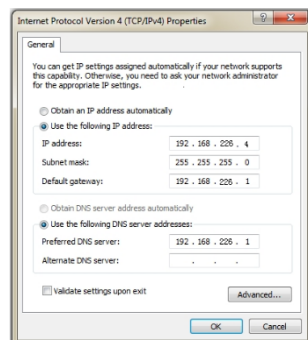 Internet Protocol Version 4 (TCP/IPv4) Properties
General
You can get IP settings assigned automatically if your network supports
this capability. Otherwise, you need to ask your network administrator
for the appropriate IP settings.
Obtain an IP address automatically
Use the following IP address:
IP address: 192 . 168 . 226 . 4
Subnet mask: 255 . 255 . 255 . 0
Default gateway: 192 . 168 . 226 . 1
Obtain DNS server address automatically
Use the following DNS server addresses:
Preferred DNS server: 192 . 168 . 226 . 1
Alternate DNS server: . . .
Validate settings upon exit
Advanced...
OK Cancel